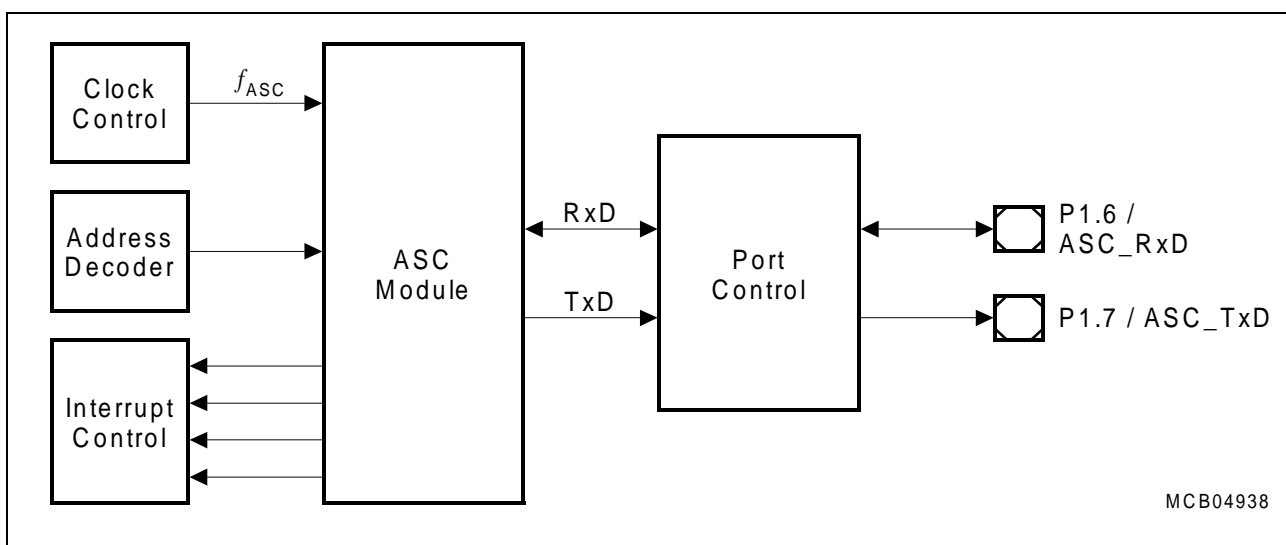 Clock
Control
fASC
Address
Decoder
Interrupt
Control
ASC
Module
RxD
TxD
Port
Control
P1.6 /
ASC_RxD
P1.7 / ASC_TxD
MCB04938